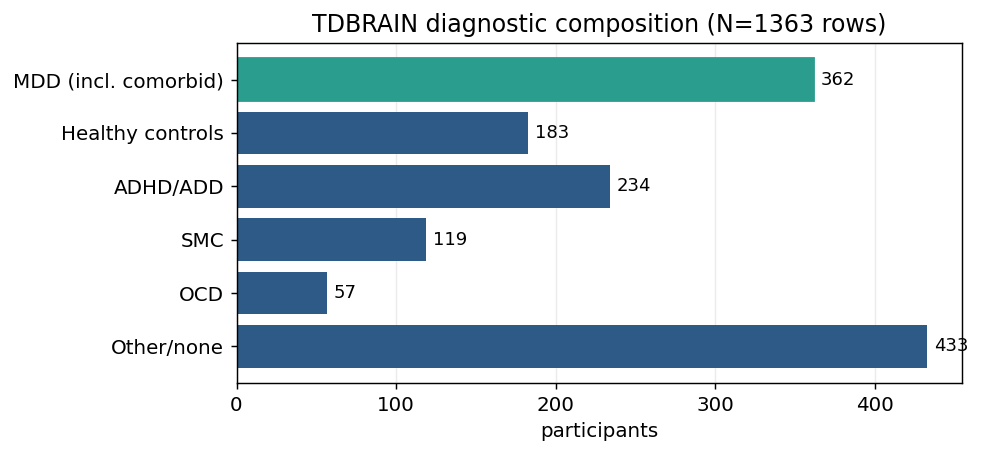 TDBRAIN diagnostic composition (N=1363 rows)
MDD (incl. comorbid)
362
Healthy controls
183
ADHD/ADD
234
SMC
119
OCD
57
Other/none
433
0 100 200 300 400
participants